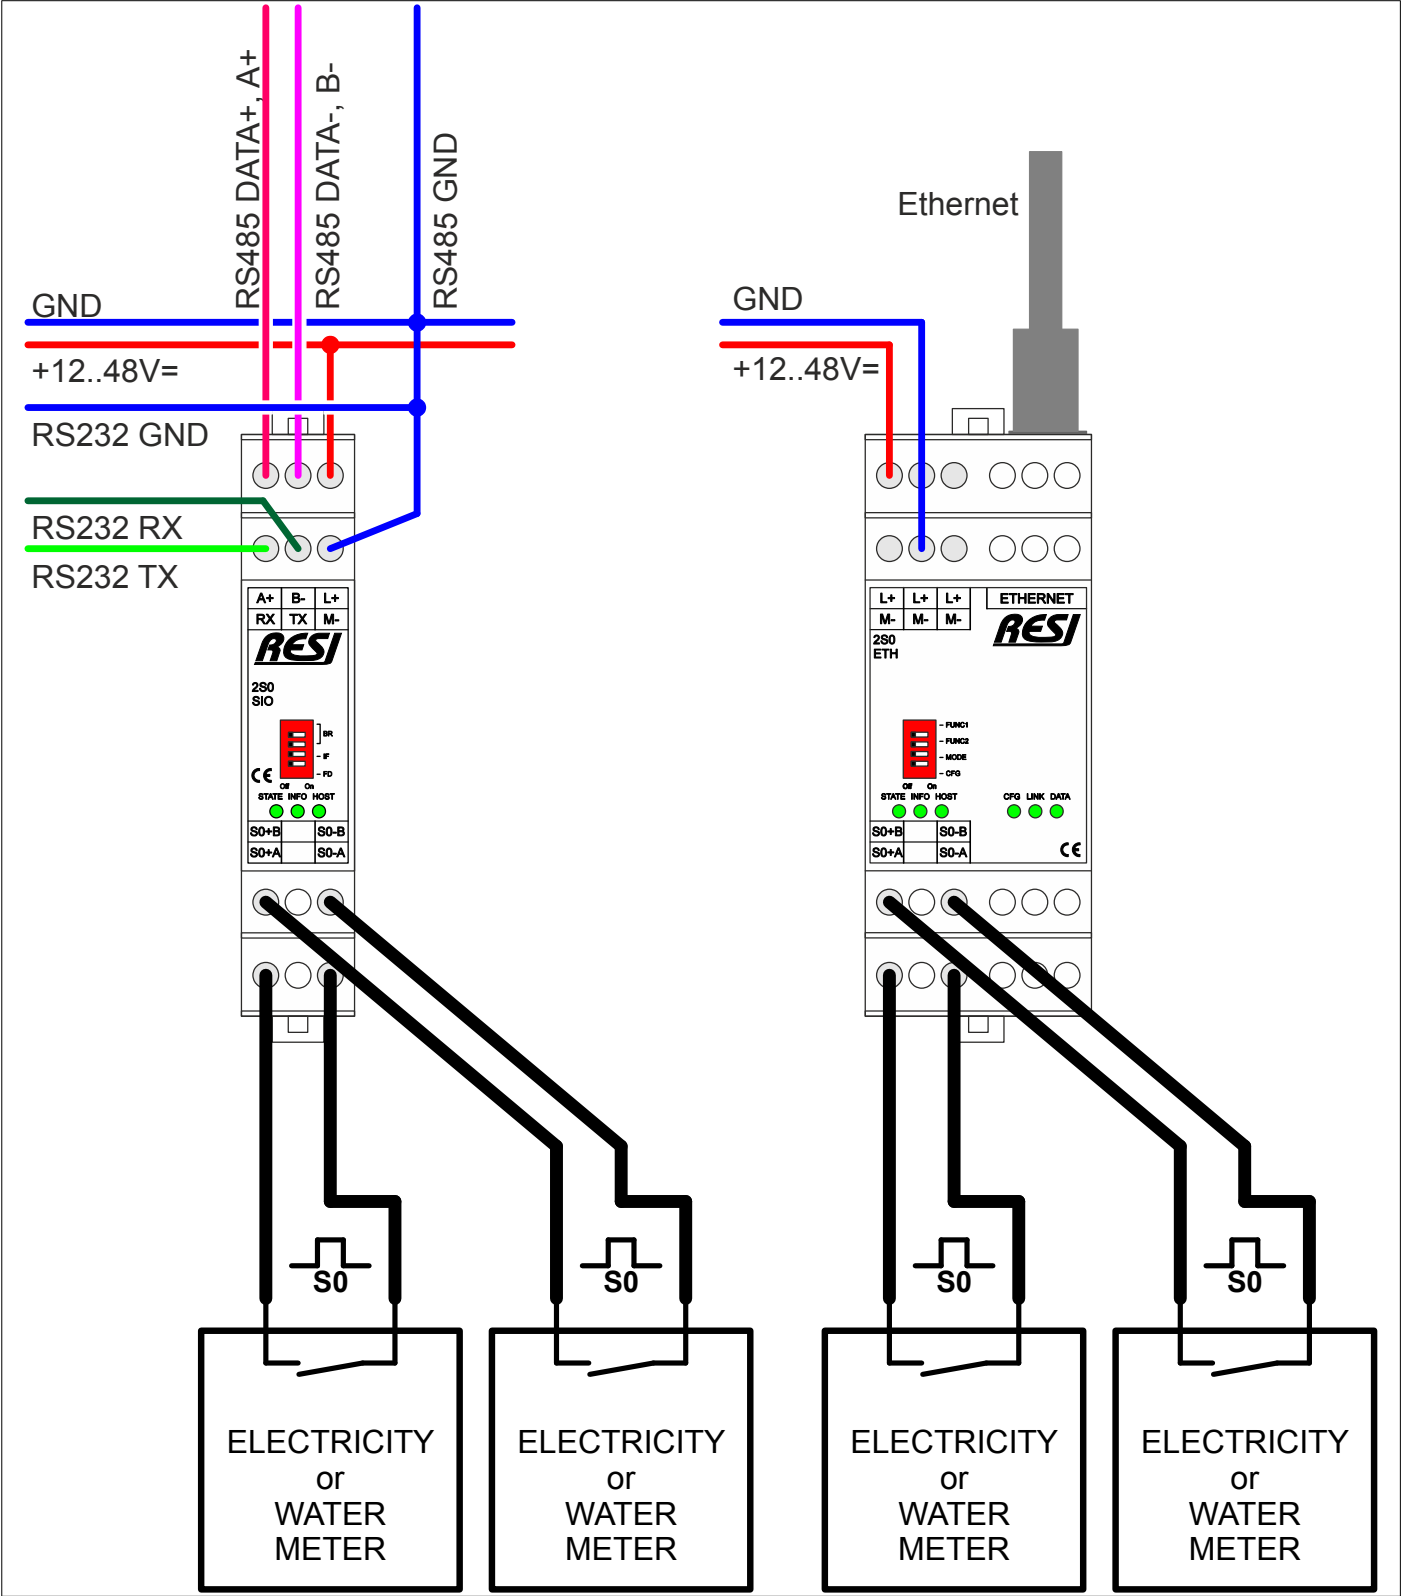 RS485 DATA+, A+
RS485 DATA-, B-
RS485 GND
GND
+12..48V=
RS232 GND
RS232 RX
RS232 TX
A+ B- L+
RX TX M-
RESI
2S0
SIO
BR
IF
FD
CE
Off On
STATE INFO HOST
S0+B S0-B
S0+A S0-A
S0
S0
ELECTRICITY
or
WATER
METER
ELECTRICITY
or
WATER
METER
Ethernet
GND
+12..48V=
L+ L+ L+ ETHERNET
M- M- M-
RESI
2S0
ETH
FUNC1
FUNC2
MODE
CFG
Off On
STATE INFO HOST
CFG LINK DATA
S0+B S0-B
S0+A S0-A
CE
S0
S0
ELECTRICITY
or
WATER
METER
ELECTRICITY
or
WATER
METER